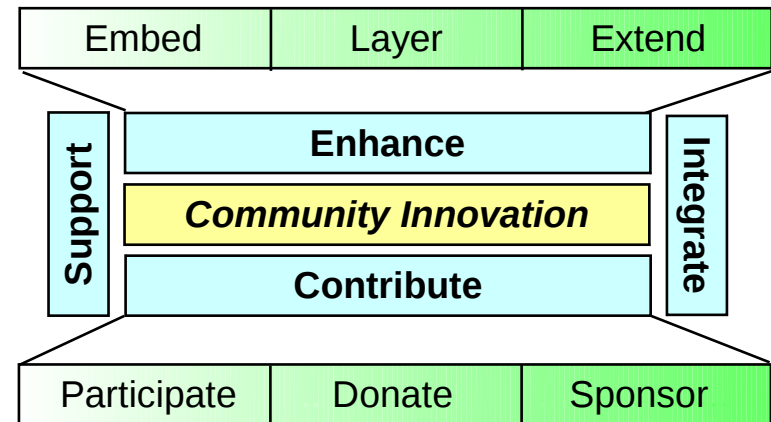 Embed Layer Extend
Enhance
Support
Community Innovation
Integrate
Contribute
Participate Donate Sponsor